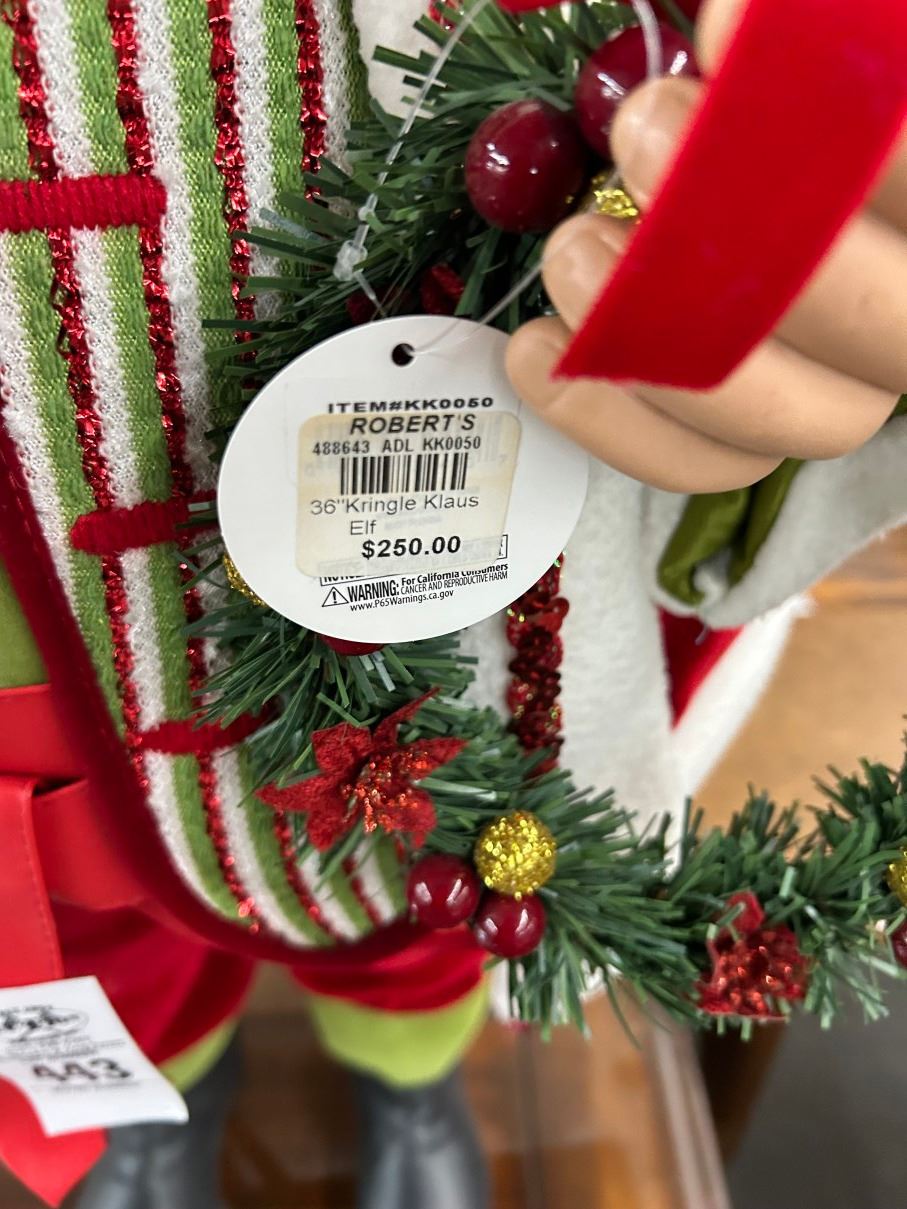 ITEM#KK0050
ROBERT'S
488643 ADL KK0050
36"Kringle Klaus
Elf
$250.00
WARNING: For California Consumers
CANCER AND REPRODUCTIVE HARM
www.P65Warnings.ca.gov
443